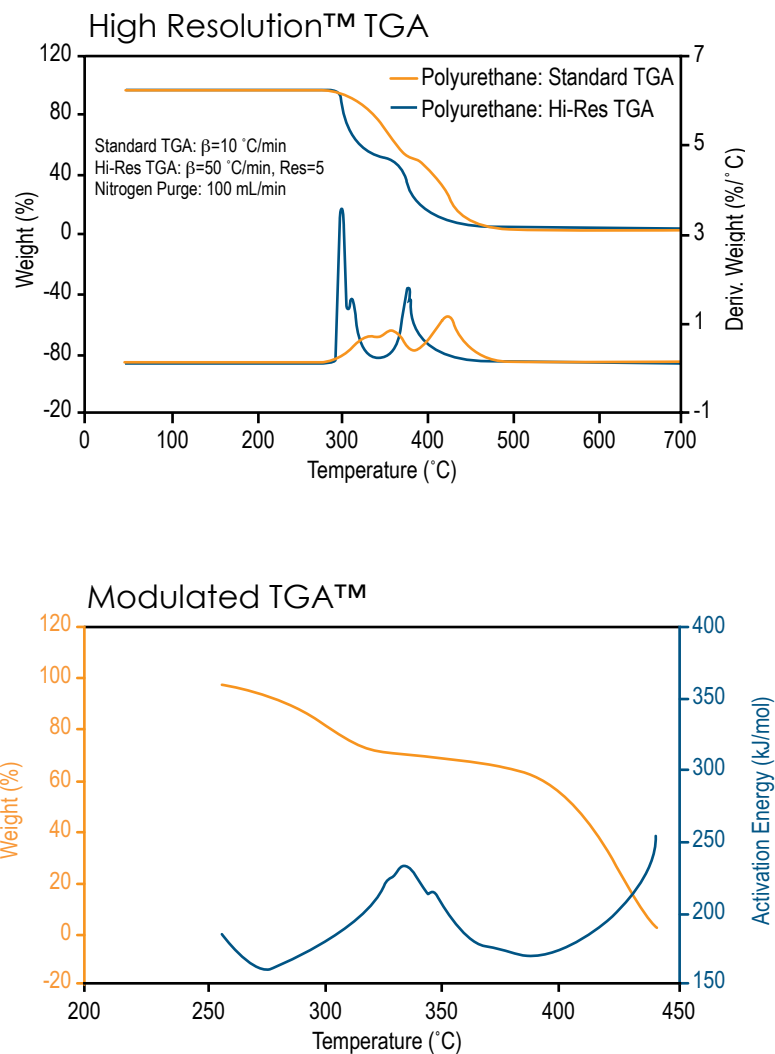 High Resolution™ TGA
120
80
40
0
-40
-80
-20
Weight (%)
7
5
3
1
-1
Deriv. Weight (%/˚C)
Polyurethane: Standard TGA
Polyurethane: Hi-Res TGA
Standard TGA: β=10 ˚C/min
Hi-Res TGA: β=50 ˚C/min, Res=5
Nitrogen Purge: 100 mL/min
0 100 200 300 400 500 600 700
Temperature (˚C)
Modulated TGA™
120
100
80
60
40
20
0
-20
Weight (%)
400
350
300
250
200
150
Activation Energy (kJ/mol)
200 250 300 350 400 450
Temperature (˚C)